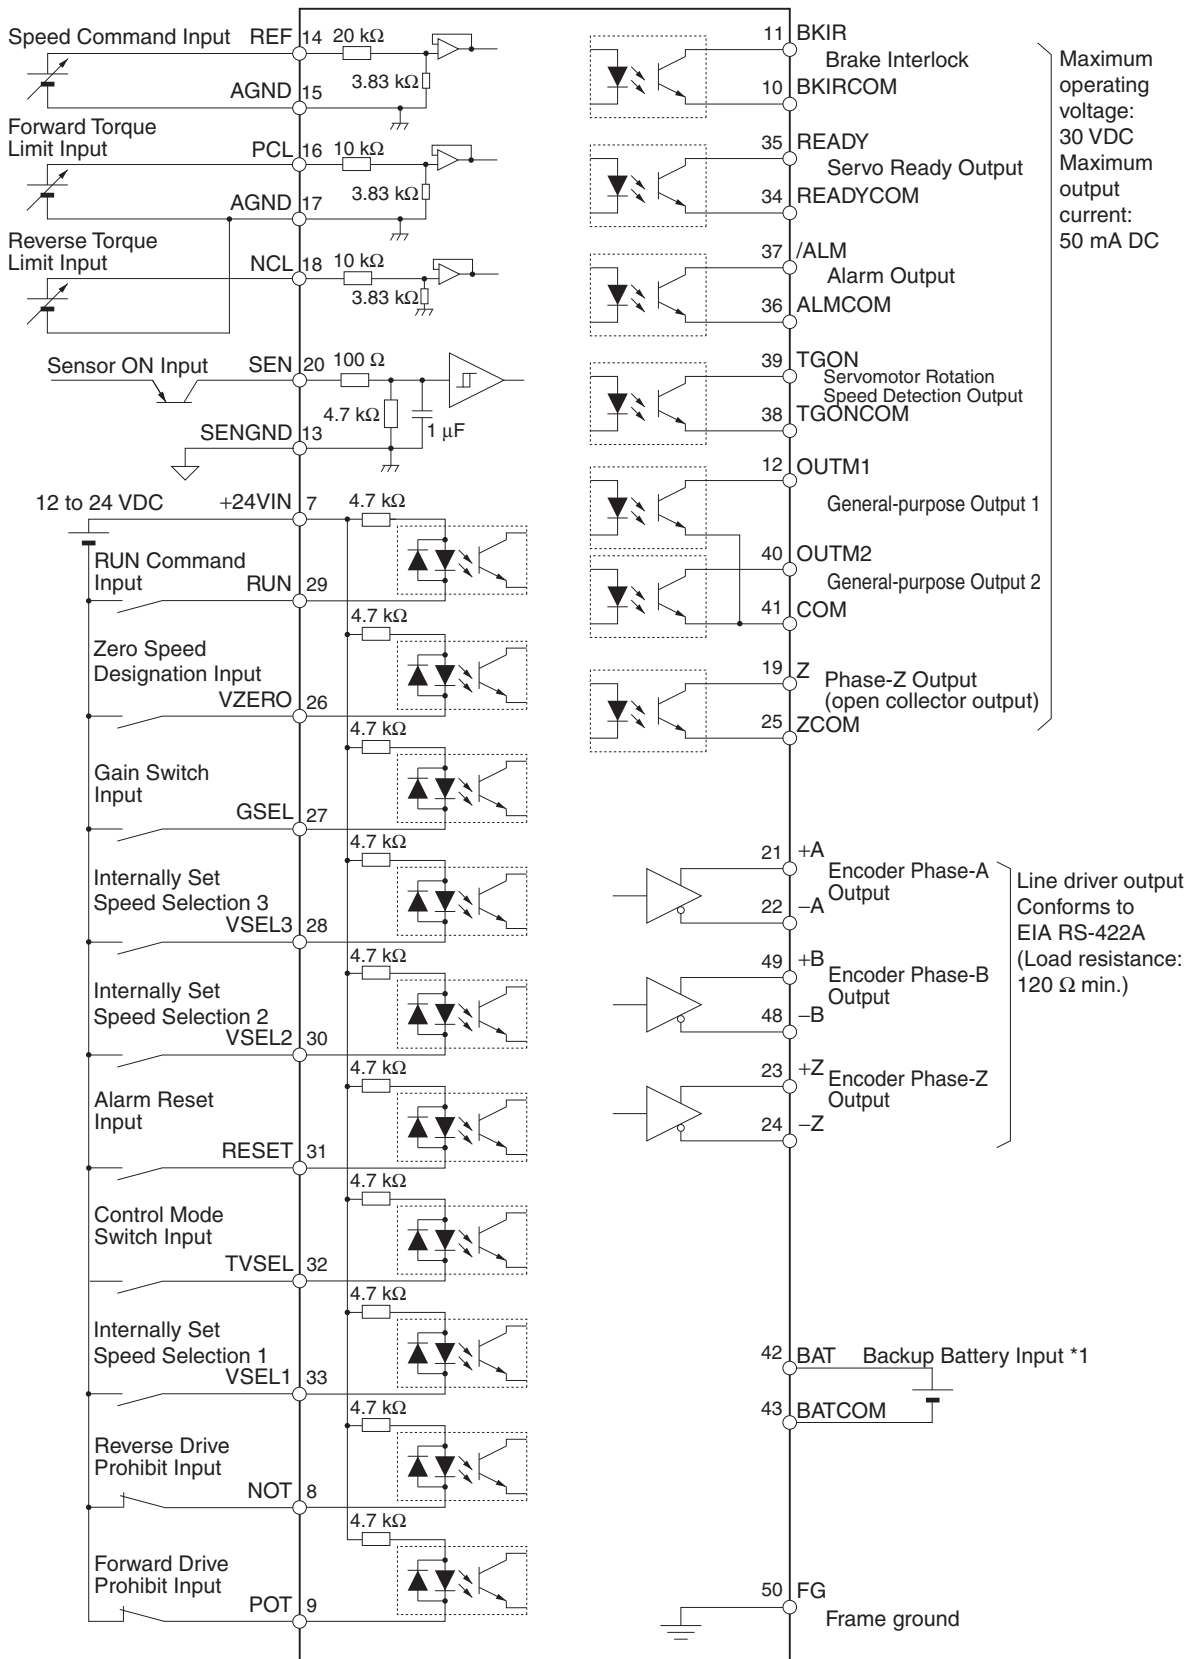 Speed Command Input REF 14 20 kΩ
3.83 kΩ
AGND 15
Forward Torque
Limit Input PCL 16 10 kΩ
3.83 kΩ
AGND 17
Reverse Torque
Limit Input NCL 18 10 kΩ
3.83 kΩ
Sensor ON Input SEN 20 100 Ω
4.7 kΩ
1 µF
SENGND 13
12 to 24 VDC +24VIN 7 4.7 kΩ
RUN Command
Input RUN 29
4.7 kΩ
Zero Speed
Designation Input
VZERO 26
4.7 kΩ
Gain Switch
Input
GSEL 27
4.7 kΩ
Internally Set
Speed Selection 3
VSEL3 28
4.7 kΩ
Internally Set
Speed Selection 2
VSEL2 30
4.7 kΩ
Alarm Reset
Input
RESET 31
4.7 kΩ
Control Mode
Switch Input
TVSEL 32
4.7 kΩ
Internally Set
Speed Selection 1
VSEL1 33
4.7 kΩ
Reverse Drive
Prohibit Input
NOT 8
4.7 kΩ
Forward Drive
Prohibit Input
POT 9
11 BKIR
Brake Interlock
10 BKIRCOM
35 READY
Servo Ready Output
34 READYCOM
37 /ALM
Alarm Output
36 ALMCOM
39 TGON
Servomotor Rotation
Speed Detection Output
38 TGONCOM
12 OUTM1
General-purpose Output 1
40 OUTM2
General-purpose Output 2
41 COM
19 Z
Phase-Z Output
(open collector output)
25 ZCOM
Maximum
operating
voltage:
30 VDC
Maximum
output
current:
50 mA DC
21 +A
Encoder Phase-A
Output
22 −A
49 +B
Encoder Phase-B
Output
48 −B
23 +Z
Encoder Phase-Z
Output
24 −Z
Line driver output
Conforms to
EIA RS-422A
(Load resistance:
120 Ω min.)
42 BAT Backup Battery Input *1
43 BATCOM
50 FG
Frame ground